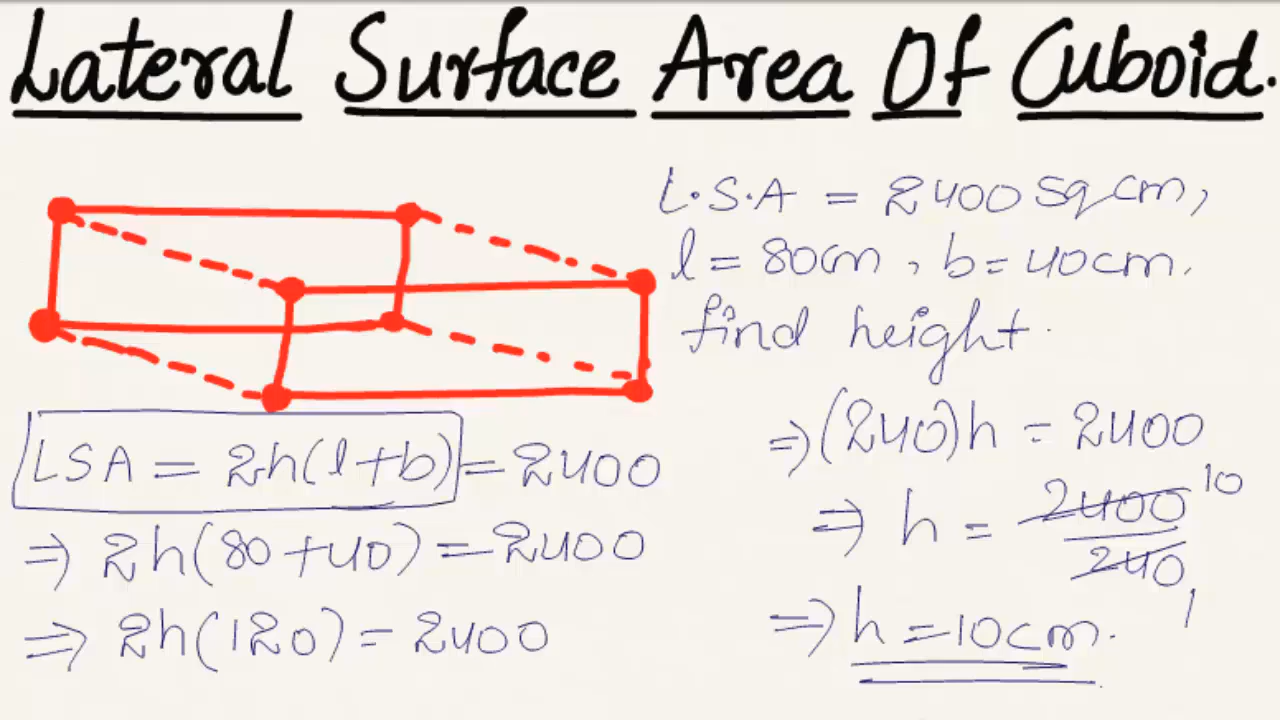 Lateral Surface Area Of Cuboid.
L.S.A = 2400 sq cm,
l = 80cm, b = 40cm.
find height.
LSA = 2h(l+b) = 2400
⇒ 2h(80+40) = 2400
⇒ 2h(120) = 2400
⇒ (240)h = 2400
⇒ h = 2400/240 10 1
⇒ h = 10cm.